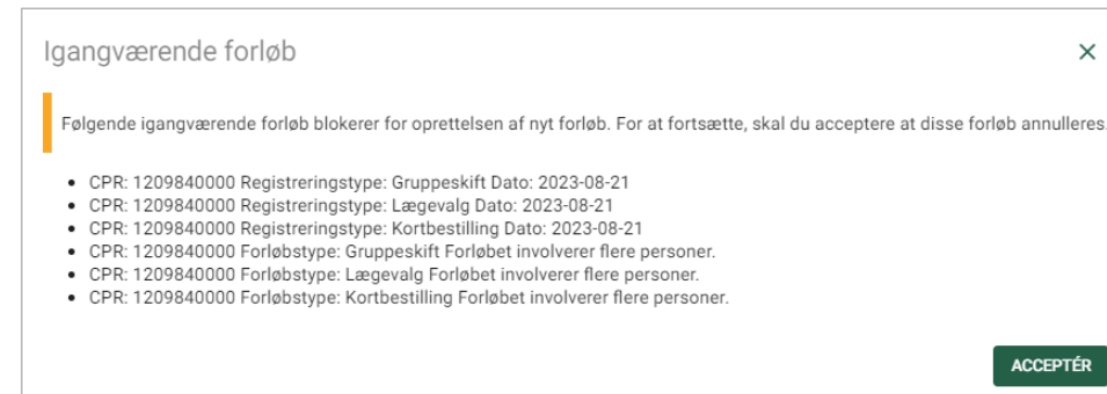 Igangværende forløb
Følgende igangværende forløb blokerer for oprettelsen af nyt forløb. For at fortsætte, skal du acceptere at disse forløb annulleres.
CPR: 1209840000 Registreringstype: Gruppeskift Dato: 2023-08-21
CPR: 1209840000 Registreringstype: Lægevalg Dato: 2023-08-21
CPR: 1209840000 Registreringstype: Kortbestilling Dato: 2023-08-21
CPR: 1209840000 Forløbstype: Gruppeskift Forløbet involverer flere personer.
CPR: 1209840000 Forløbstype: Lægevalg Forløbet involverer flere personer.
CPR: 1209840000 Forløbstype: Kortbestilling Forløbet involverer flere personer.
ACCEPTÉR